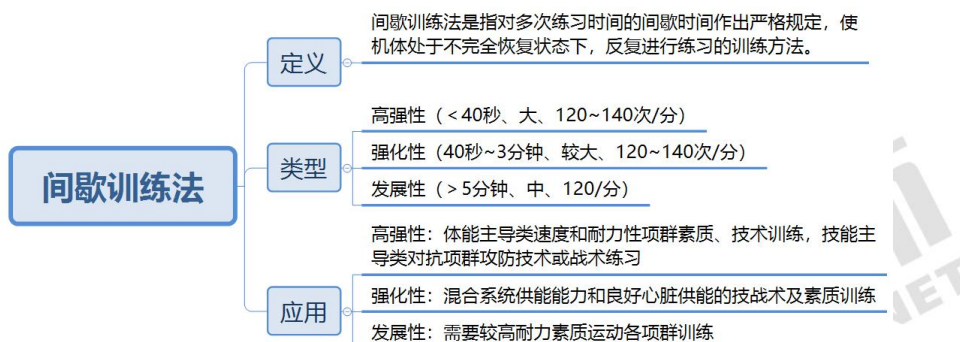 间歇训练法是指对多次练习时间的间歇时间作出严格规定，使
机体处于不完全恢复状态下，反复进行练习的训练方法。
定义
高强性（＜40秒、大、120~140次/分）
强化性（40秒~3分钟、较大、120~140次/分）
发展性（＞5分钟、中、120/分）
类型
间歇训练法
高强性：体能主导类速度和耐力性项群素质、技术训练，技能主
导类对抗项群攻防技术或战术练习
强化性：混合系统供能能力和良好心脏供能的技战术及素质训练
发展性：需要较高耐力素质运动各项群训练
应用
NET